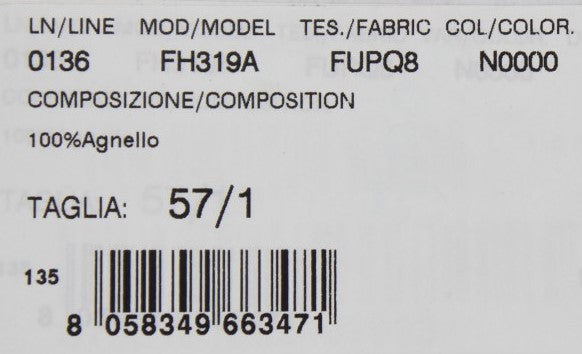 LN/LINE MOD/MODEL TES./FABRIC COL/COLOR.
0136 FH319A FUPQ8 N0000
COMPOSIZIONE/COMPOSITION
100%Agnello
TAGLIA: 57/1
135
8 058349 663471